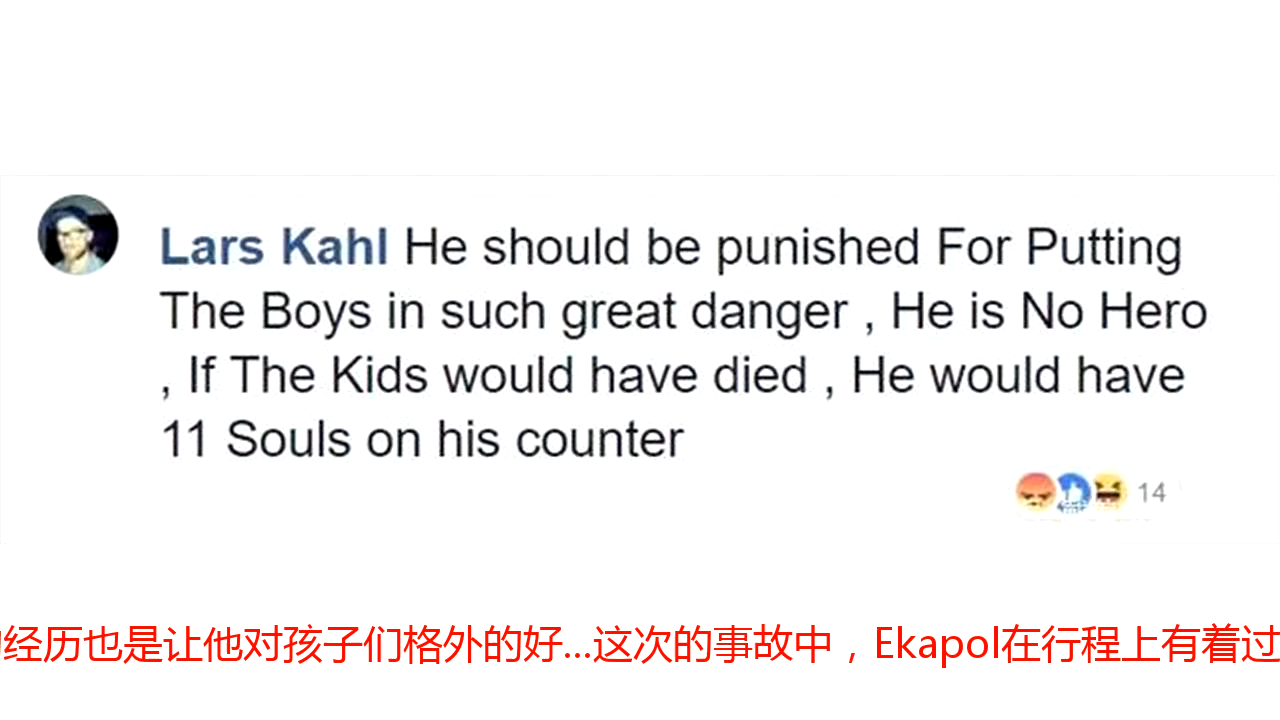 Lars Kahl He should be punished For Putting
The Boys in such great danger , He is No Hero
, If The Kids would have died , He would have
11 Souls on his counter
14
经历也是让他对孩子们格外的好...这次的事故中，Ekapol在行程上有着过